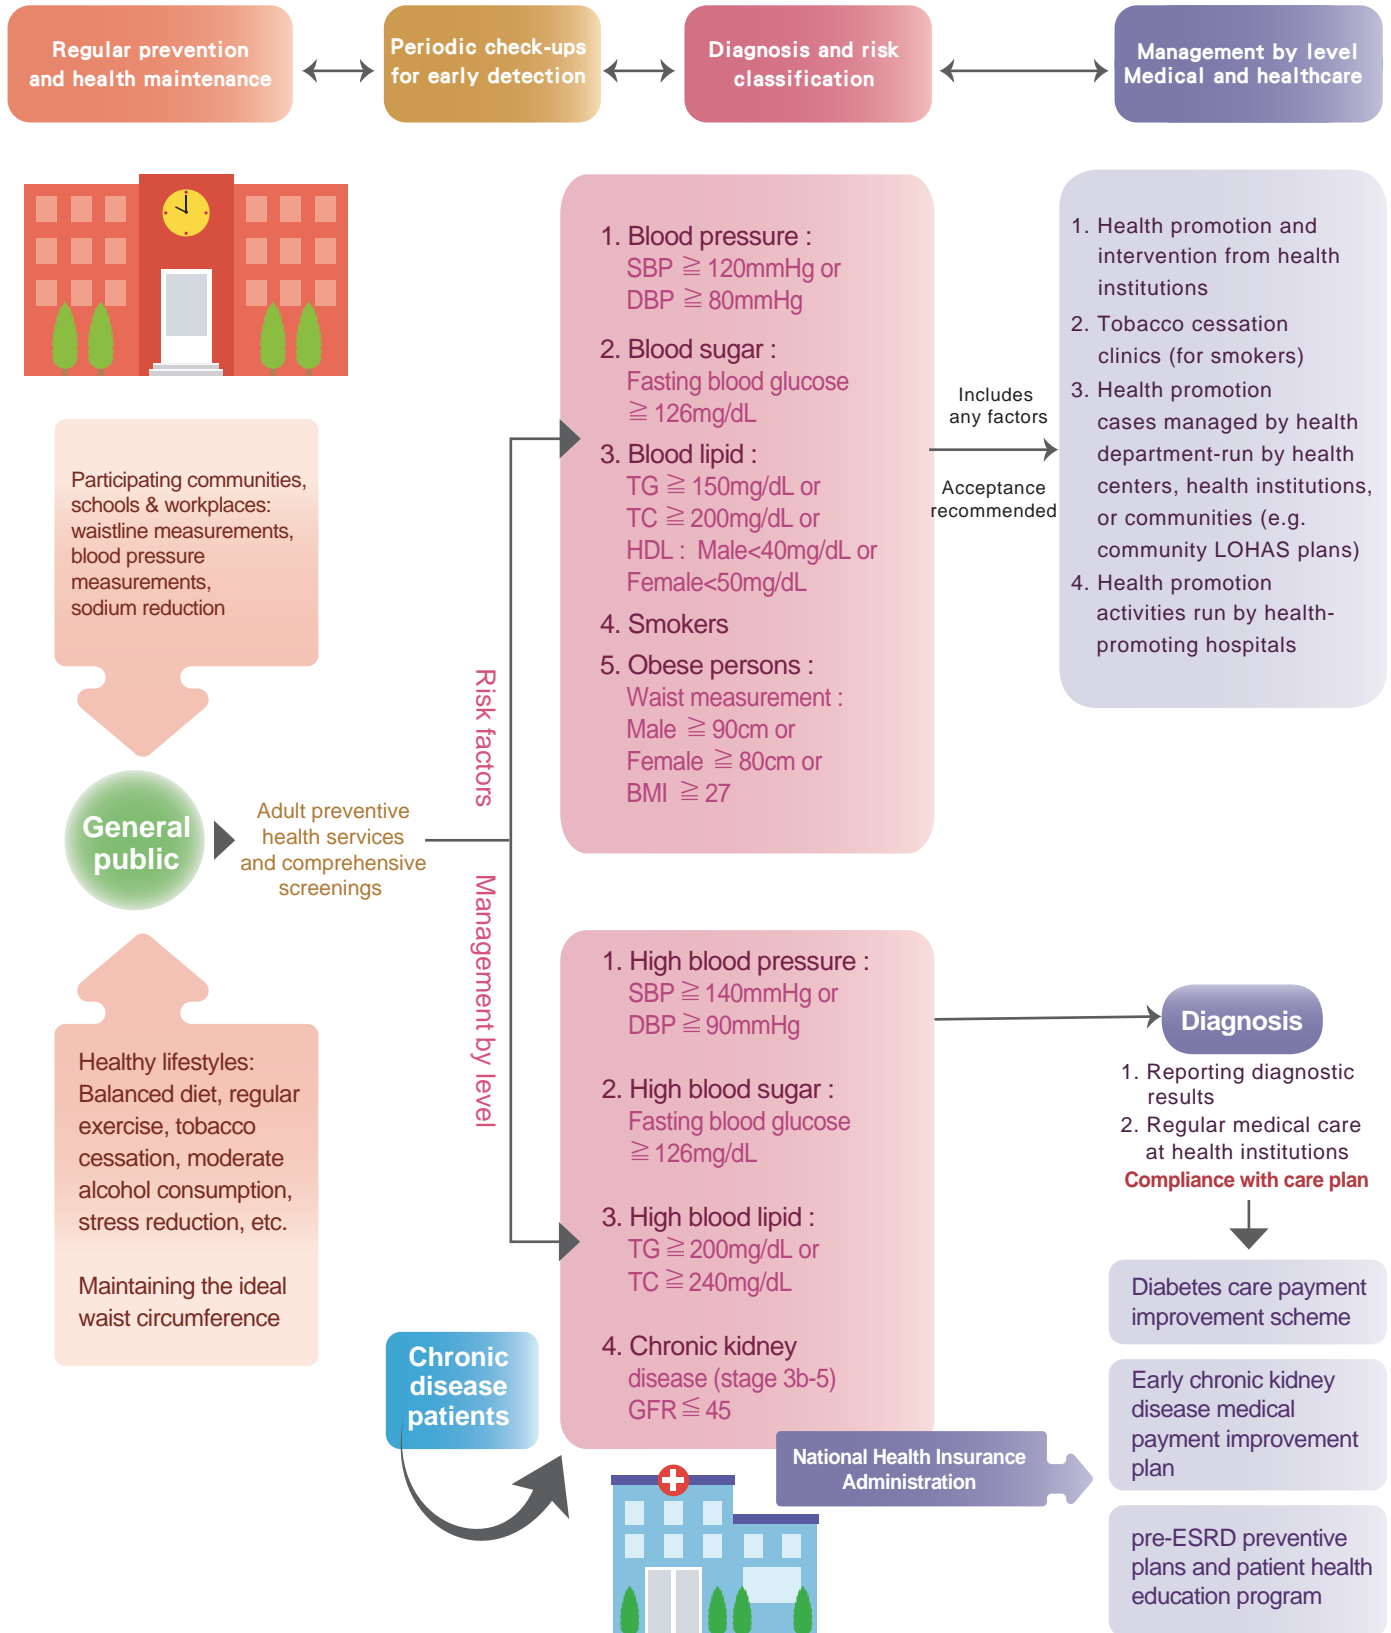 Regular prevention
and health maintenance
Periodic check-ups
for early detection
Diagnosis and risk
classification
Management by level
Medical and healthcare
Participating communities,
schools & workplaces:
waistline measurements,
blood pressure
measurements,
sodium reduction
General
public
Adult preventive
health services
and comprehensive
screenings
Healthy lifestyles:
Balanced diet, regular
exercise, tobacco
cessation, moderate
alcohol consumption,
stress reduction, etc.
Maintaining the ideal
waist circumference
Risk factors
Management by level
1. Blood pressure :
SBP ≧ 120mmHg or
DBP ≧ 80mmHg
2. Blood sugar :
Fasting blood glucose
≧ 126mg/dL
3. Blood lipid :
TG ≧ 150mg/dL or
TC ≧ 200mg/dL or
HDL : Male<40mg/dL or
Female<50mg/dL
4. Smokers
5. Obese persons :
Waist measurement :
Male ≧ 90cm or
Female ≧ 80cm or
BMI ≧ 27
Includes
any factors
Acceptance
recommended
1. Health promotion and
intervention from health
institutions
2. Tobacco cessation
clinics (for smokers)
3. Health promotion
cases managed by health
department-run by health
centers, health institutions,
or communities (e.g.
community LOHAS plans)
4. Health promotion
activities run by health-
promoting hospitals
1. High blood pressure :
SBP ≧ 140mmHg or
DBP ≧ 90mmHg
2. High blood sugar :
Fasting blood glucose
≧ 126mg/dL
3. High blood lipid :
TG ≧ 200mg/dL or
TC ≧ 240mg/dL
4. Chronic kidney
disease (stage 3b-5)
GFR ≦ 45
Chronic
disease
patients
Diagnosis
1. Reporting diagnostic
results
2. Regular medical care
at health institutions
Compliance with care plan
National Health Insurance
Administration
Diabetes care payment
improvement scheme
Early chronic kidney
disease medical
payment improvement
plan
pre-ESRD preventive
plans and patient health
education program